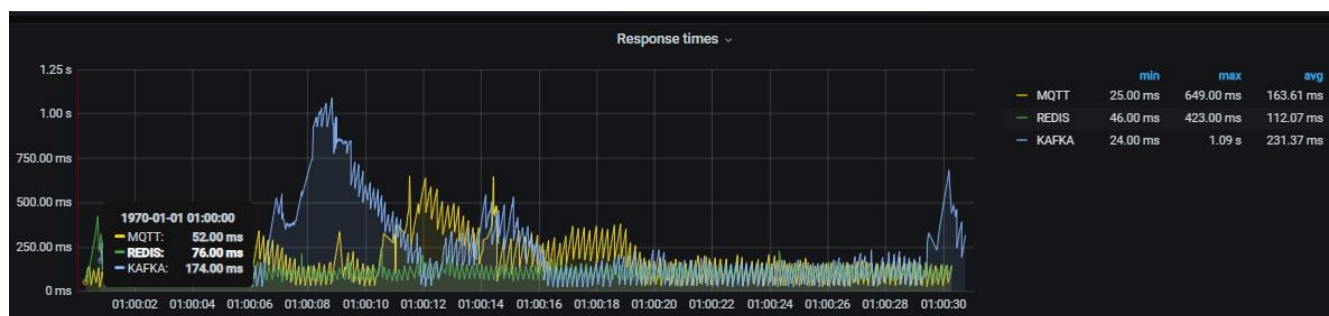 Response times
1.25 s
1.00 s
750.00 ms
500.00 ms
250.00 ms
0 ms
1970-01-01 01:00:00
MQTT: 52.00 ms
REDIS: 76.00 ms
KAFKA: 174.00 ms
01:00:02 01:00:04 01:00:06 01:00:08 01:00:10 01:00:12 01:00:14 01:00:16 01:00:18 01:00:20 01:00:22 01:00:24 01:00:26 01:00:28 01:00:30
min max avg
MQTT 25.00 ms 649.00 ms 163.61 ms
REDIS 46.00 ms 423.00 ms 112.07 ms
KAFKA 24.00 ms 1.09 s 231.37 ms